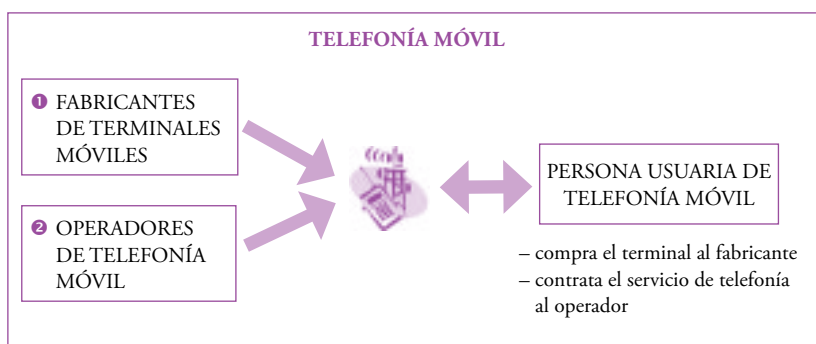 TELEFONÍA MÓVIL
❶ FABRICANTES
DE TERMINALES
MÓVILES
❷ OPERADORES
DE TELEFONÍA
MÓVIL
PERSONA USUARIA DE
TELEFONÍA MÓVIL
– compra el terminal al fabricante
– contrata el servicio de telefonía
al operador